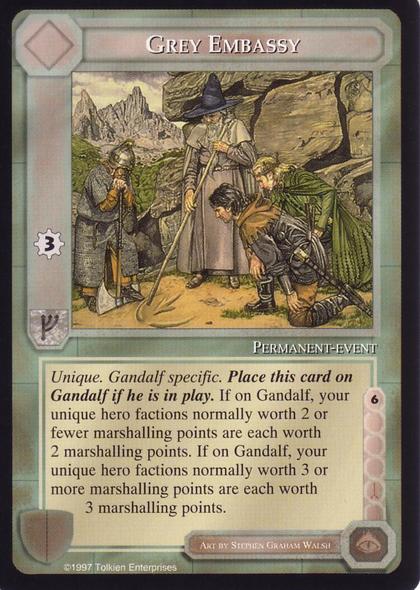 GREY EMBASSY
3
PERMANENT-EVENT
Unique. Gandalf specific. Place this card on
Gandalf if he is in play. If on Gandalf, your
unique hero factions normally worth 2 or
fewer marshalling points are each worth
2 marshalling points. If on Gandalf, your
unique hero factions normally worth 3 or
more marshalling points are each worth
3 marshalling points.
6
ART BY STEPHEN GRAHAM WALSH
©1997 Tolkien Enterprises